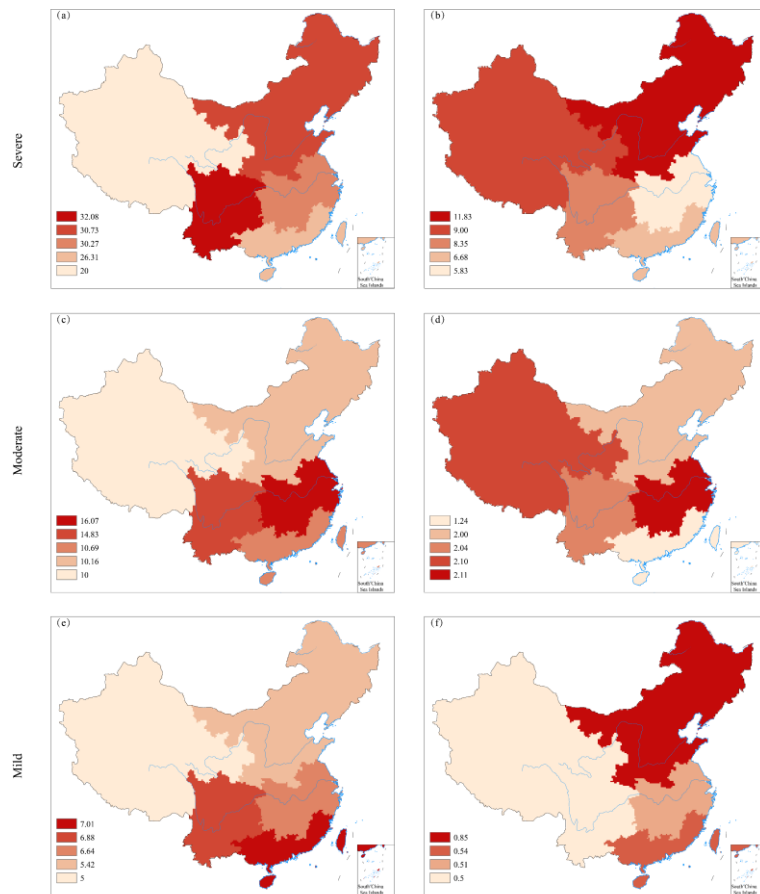 (a)
Severe
32.08
30.73
30.27
26.31
20
South China
Sea Islands
(b)
11.83
9.00
8.35
6.68
5.83
South China
Sea Islands
(c)
Moderate
16.07
14.83
10.69
10.16
10
South China
Sea Islands
(d)
1.24
2.00
2.04
2.10
2.11
South China
Sea Islands
(e)
Mild
7.01
6.88
6.64
5.42
5
South China
Sea Islands
(f)
0.85
0.54
0.51
0.5
South China
Sea Islands